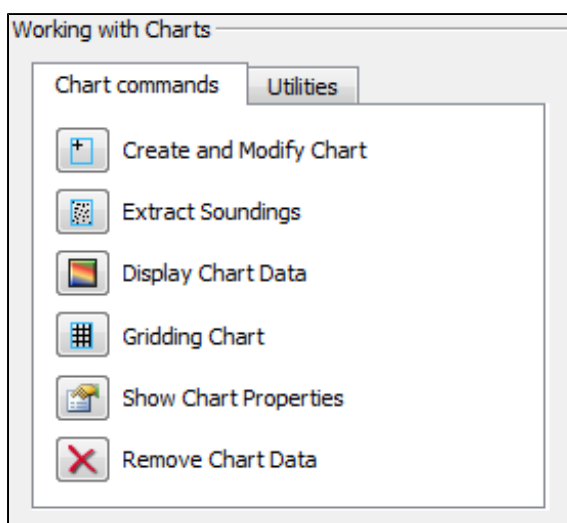 Working with Charts
Chart commands Utilities
Create and Modify Chart
Extract Soundings
Display Chart Data
Gridding Chart
Show Chart Properties
Remove Chart Data